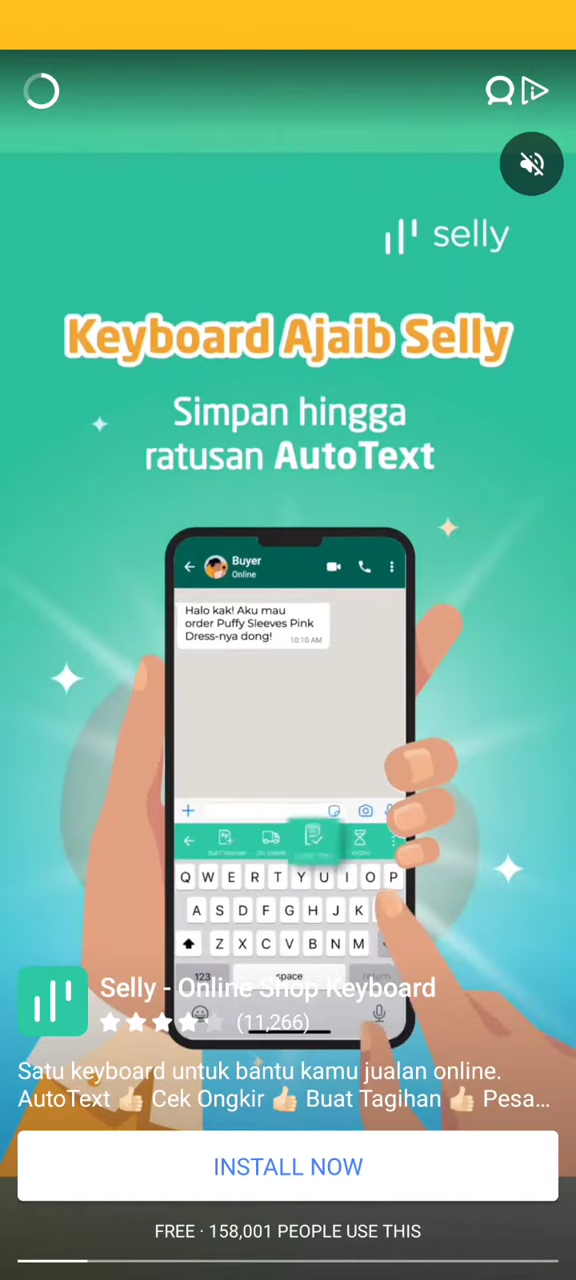 selly
Keyboard Ajaib Selly
Simpan hingga
ratusan AutoText
Buyer
Online
Halo kak! Aku mau
order Puffy Sleeves Pink
Dress-nya dong!
10:10 AM
Q W E R T Y U I O P
A S D F G H J K
Z X C V B N M
123 space return
Selly - Online Shop Keyboard
(11,266)
Satu keyboard untuk bantu kamu jualan online.
AutoText 👍🏻 Cek Ongkir 👍🏻 Buat Tagihan 👍🏻 Pesa...
INSTALL NOW
FREE · 158,001 PEOPLE USE THIS